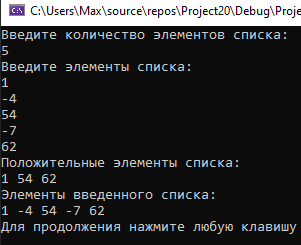 C:\Users\Max\source\repos\Project20\Debug\Proje
Введите количество элементов списка:
5
Введите элементы списка:
1
-4
54
-7
62
Положительные элементы списка:
1 54 62
Элементы введенного списка:
1 -4 54 -7 62
Для продолжения нажмите любую клавишу